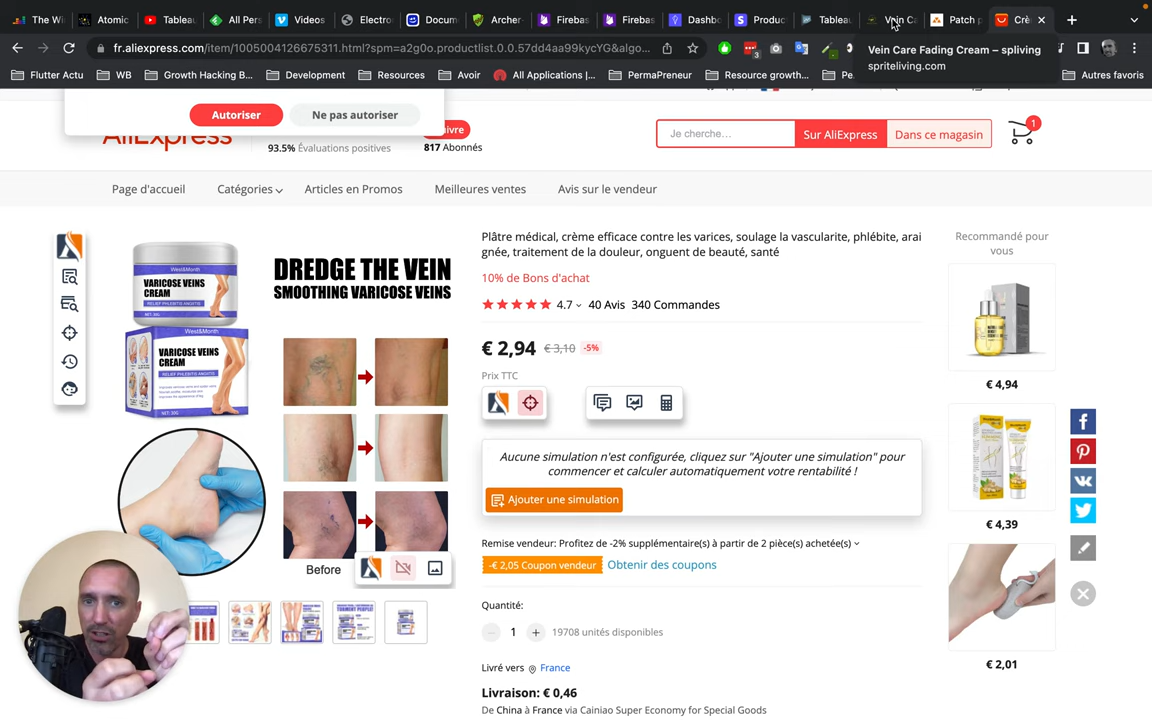 The Wi
Atomic
Tableau
All Pers
Videos
Electro
Docum
Archer-
Firebas
Firebas
Dashbo
Produc
Tableau
Vein Ca
Patch p
Crè
fr.aliexpress.com/item/1005004126675311.html?spm=a2g0o.productlist.0.0.57dd4aa99kycYG&algo...
3
Vein Care Fading Cream – spliving
spriteliving.com
Flutter Actu
WB
Growth Hacking B...
Development
Resources
Avoir
All Applications |...
PermaPreneur
Resource growth...
Pe
Autres favoris
Autoriser
Ne pas autoriser
AliExpress
93.5% Évaluations positives
817 Abonnés
Je cherche...
Sur AliExpress
Dans ce magasin
1
Page d'accueil
Catégories
Articles en Promos
Meilleures ventes
Avis sur le vendeur
West&Month
VARICOSE VEINS
CREAM
West&Month
VARICOSE VEINS
CREAM
DREDGE THE VEIN
SMOOTHING VARICOSE VEINS
Before
Plâtre médical, crème efficace contre les varices, soulage la vascularite, phlébite, arai
gnée, traitement de la douleur, onguent de beauté, santé
10% de Bons d'achat
4.7
40 Avis
340 Commandes
€ 2,94
€ 3,10
-5%
Prix TTC
Aucune simulation n'est configurée, cliquez sur "Ajouter une simulation" pour
commencer et calculer automatiquement votre rentabilité !
Ajouter une simulation
Remise vendeur: Profitez de -2% supplémentaire(s) à partir de 2 pièce(s) achetée(s)
-€ 2,05 Coupon vendeur
Obtenir des coupons
Quantité:
1
19708 unités disponibles
Livré vers
France
Livraison: € 0,46
De China à France via Cainiao Super Economy for Special Goods
Recommandé pour
vous
€ 4,94
€ 4,39
€ 2,01